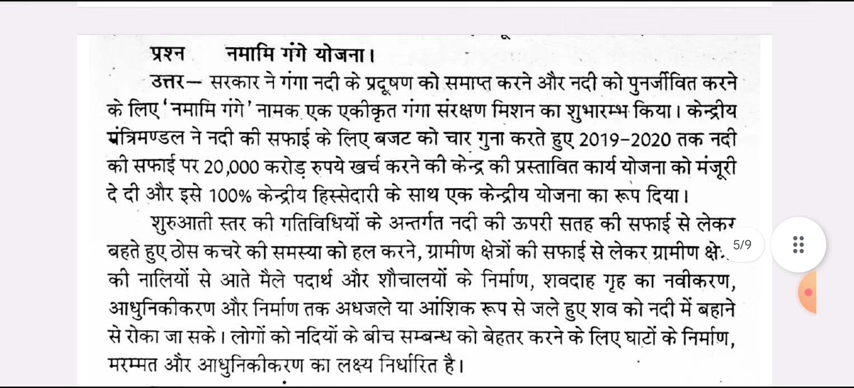 प्रश्न नमामि गंगे योजना।
उत्तर— सरकार ने गंगा नदी के प्रदूषण को समाप्त करने और नदी को पुनर्जीवित करने
के लिए 'नमामि गंगे' नामक एक एकीकृत गंगा संरक्षण मिशन का शुभारम्भ किया। केन्द्रीय
मंत्रिमण्डल ने नदी की सफाई के लिए बजट को चार गुना करते हुए 2019-2020 तक नदी
की सफाई पर 20,000 करोड़ रुपये खर्च करने की केन्द्र की प्रस्तावित कार्य योजना को मंजूरी
दे दी और इसे 100% केन्द्रीय हिस्सेदारी के साथ एक केन्द्रीय योजना का रूप दिया।
शुरुआती स्तर की गतिविधियों के अन्तर्गत नदी की ऊपरी सतह की सफाई से लेकर
बहते हुए ठोस कचरे की समस्या को हल करने, ग्रामीण क्षेत्रों की सफाई से लेकर ग्रामीण
की नालियों से आते मैले पदार्थ और शौचालयों के निर्माण, शवदाह गृह का नवीकरण,
आधुनिकीकरण और निर्माण तक अधजले या आंशिक रूप से जले हुए शव को नदी में बहाने
से रोका जा सके। लोगों को नदियों के बीच सम्बन्ध को बेहतर करने के लिए घाटों के निर्माण,
मरम्मत और आधुनिकीकरण का लक्ष्य निर्धारित है।
5/9